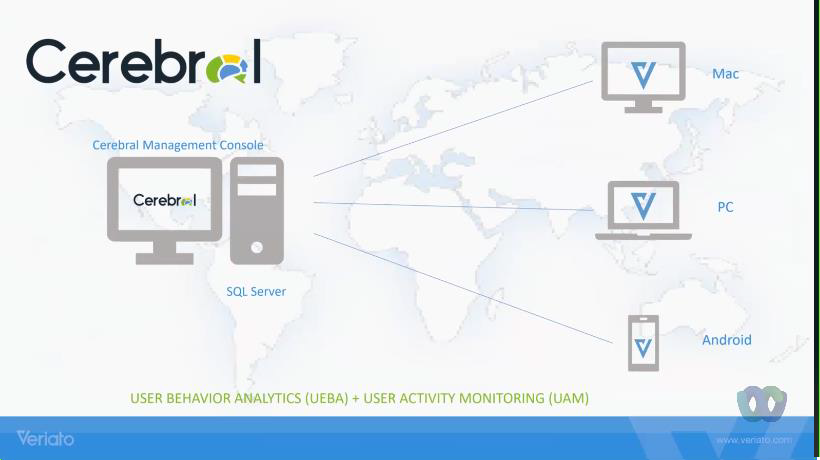 Cerebral
Mac
Cerebral Management Console
Cerebral
PC
SQL Server
Android
USER BEHAVIOR ANALYTICS (UEBA) + USER ACTIVITY MONITORING (UAM)
Veriato
www.veriato.com